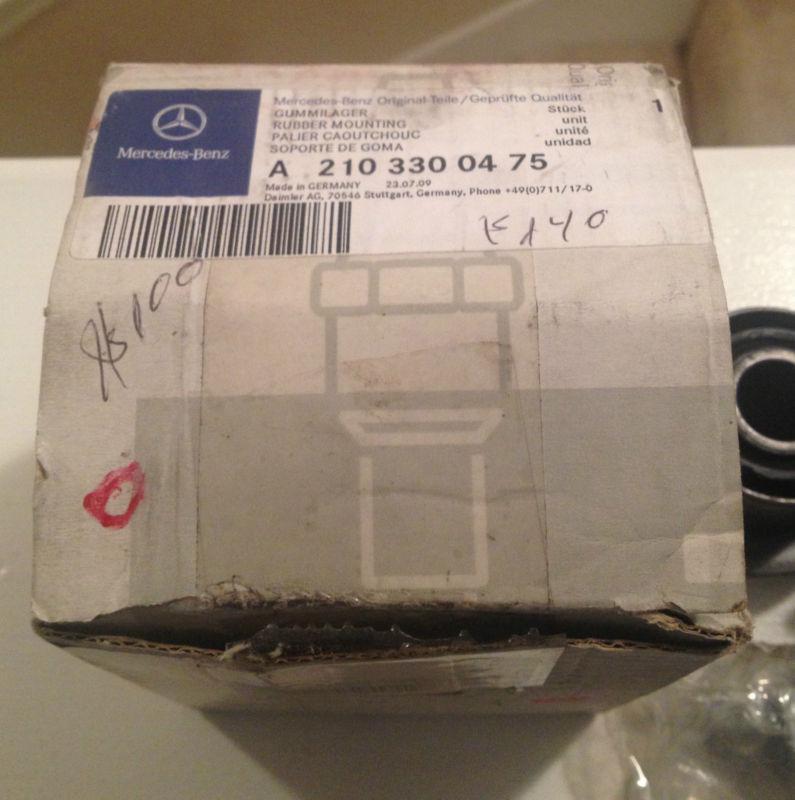 Mercedes-Benz Original-Teile/Geprüfte Qualität
GUMMILAGER Stück 1
RUBBER MOUNTING unit
PALIER CAOUTCHOUC unité
SOPORTE DE GOMA unidad
Mercedes-Benz
A 210 330 04 75
Made in GERMANY 23.07.09
Daimler AG, 70546 Stuttgart, Germany, Phone +49(0)711/17-0
140
100